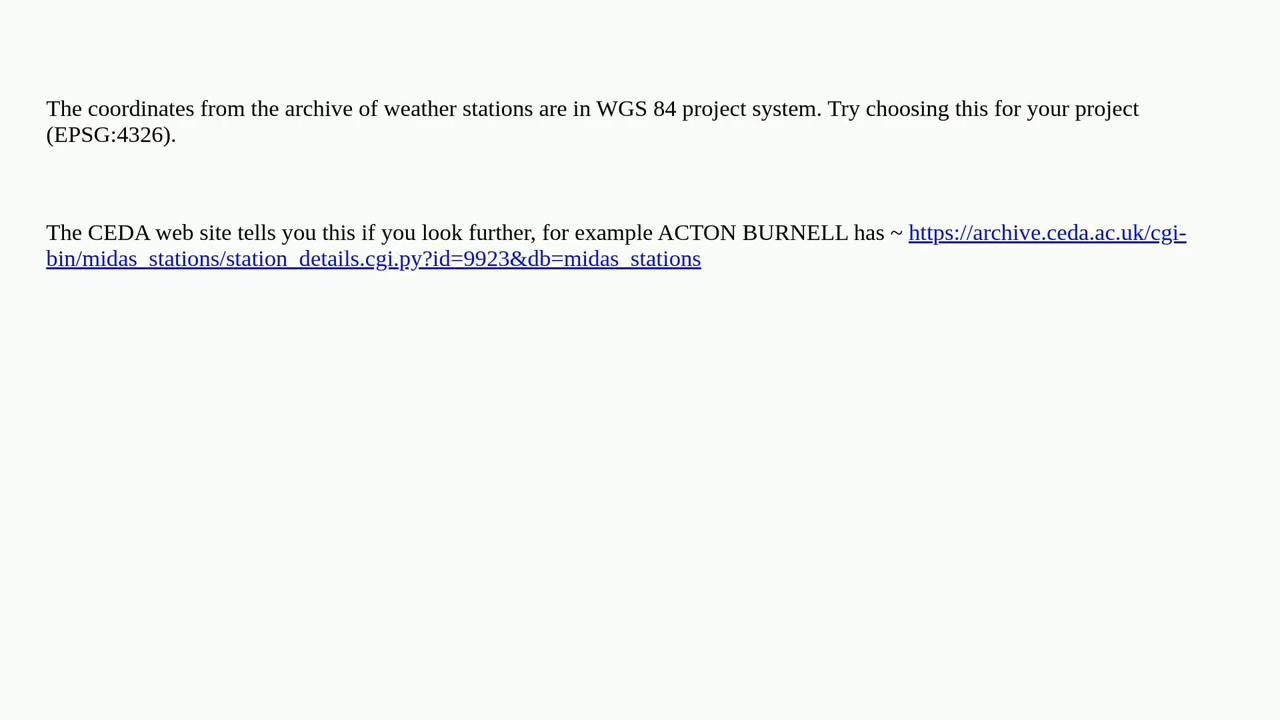 The coordinates from the archive of weather stations are in WGS 84 project system. Try choosing this for your project
(EPSG:4326).
The CEDA web site tells you this if you look further, for example ACTON BURNELL has ~ https://archive.ceda.ac.uk/cgi-
bin/midas_stations/station_details.cgi.py?id=9923&db=midas_stations